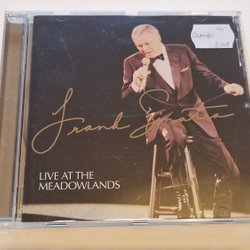 Frank Sinatra
LIVE AT THE
MEADOWLANDS